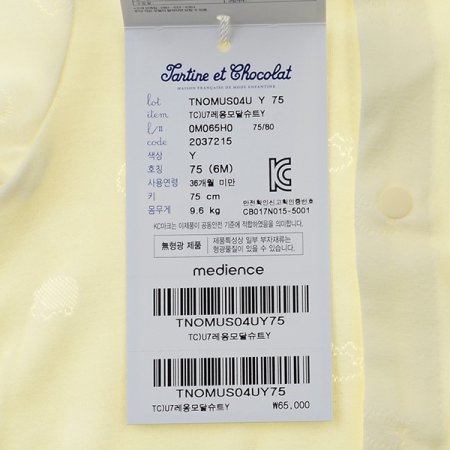 Tartine et Chocolat
MAISON FRANÇAISE DE MODE ENFANTINE
lot TNOMUS04U Y 75
item TC)U7레옹모달슈트Y
l/# 0M065H0 75/80
code 2037215
색상 Y
호칭 75 (6M)
사용연령 36개월 미만
키 75 cm
몸무게 9.6 kg
안전확인신고확인증번호
CB017N015-5001
KC마크는 이제품이 공통안전 기준에 적합하였음을 의미합니다.
無형광 제품 제품특성상 일부 부자재류는
형광물질이 있을 수 있습니다.
medience
TNOMUS04UY75
TC)U7레옹모달슈트Y
TNOMUS04UY75
TC)U7레옹모달슈트Y ₩65,000